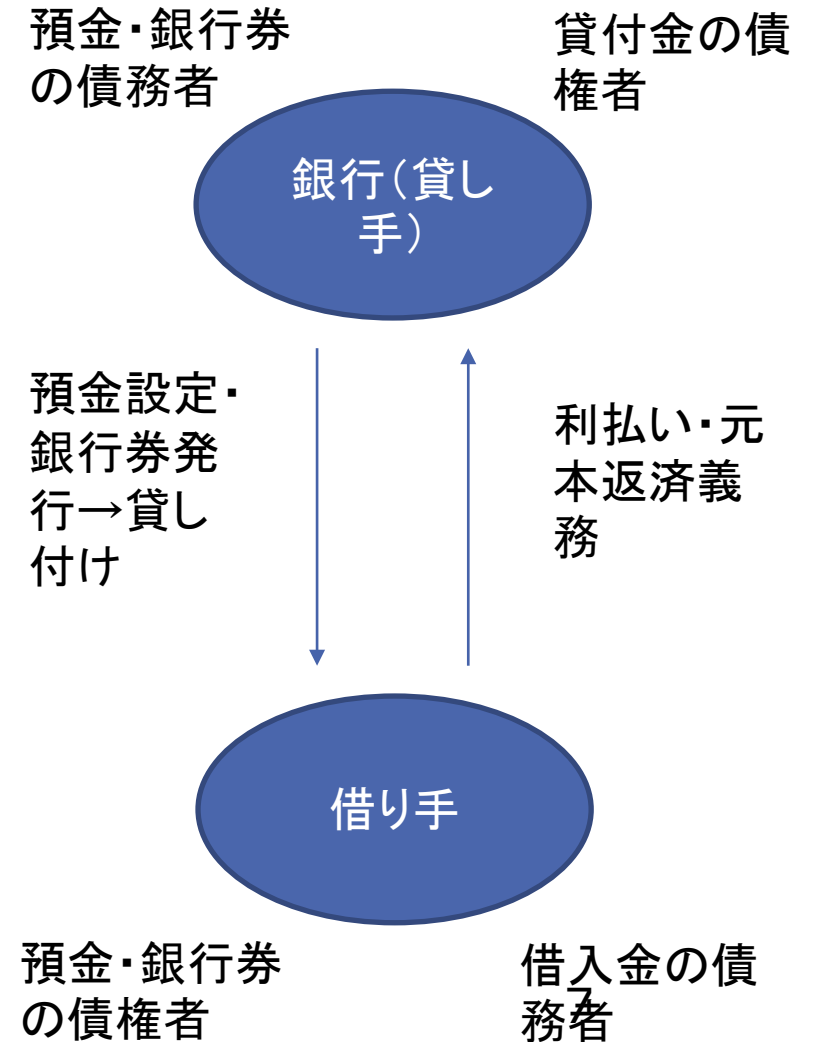 預金・銀行券
の債務者
貸付金の債
権者
銀行(貸し
手)
預金設定・
銀行券発
行→貸し
付け
利払い・元
本返済義
務
借り手
預金・銀行券
の債権者
借入金の債
務者
7